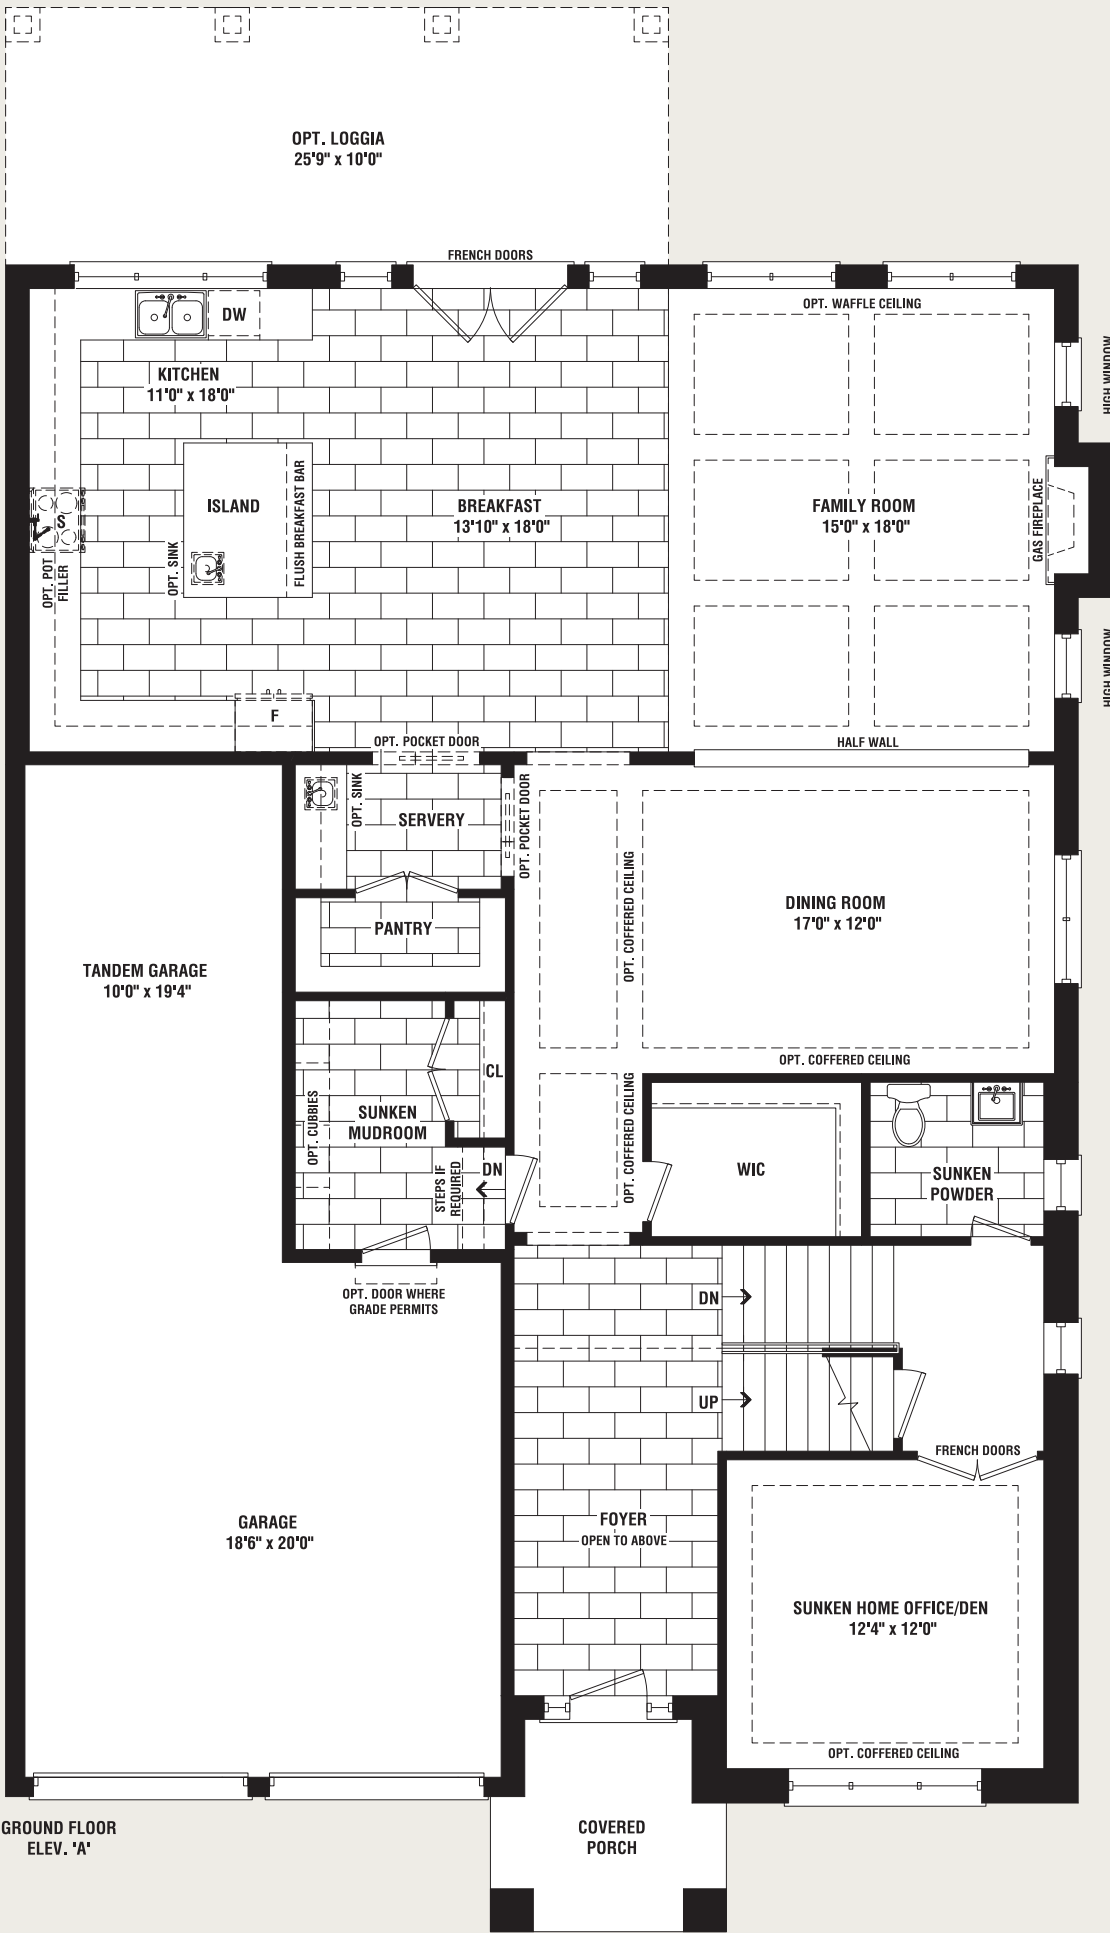 OPT. LOGGIA
25'9" x 10'0"
FRENCH DOORS
DW
OPT. WAFFLE CEILING
HIGH WINDOW
KITCHEN
11'0" x 18'0"
ISLAND
FLUSH BREAKFAST BAR
BREAKFAST
13'10" x 18'0"
FAMILY ROOM
15'0" x 18'0"
GAS FIREPLACE
S
OPT. POT
FILLER
OPT. SINK
HIGH WINDOW
F
OPT. POCKET DOOR
HALF WALL
OPT. SINK
SERVERY
OPT. POCKET DOOR
OPT. COFFERED CEILING
DINING ROOM
17'0" x 12'0"
PANTRY
TANDEM GARAGE
10'0" x 19'4"
OPT. COFFERED CEILING
CL
OPT. CUBBIES
SUNKEN
MUDROOM
OPT. COFFERED CEILING
STEPS IF
REQUIRED
DN
WIC
SUNKEN
POWDER
OPT. DOOR WHERE
GRADE PERMITS
DN
UP
FRENCH DOORS
GARAGE
18'6" x 20'0"
FOYER
OPEN TO ABOVE
SUNKEN HOME OFFICE/DEN
12'4" x 12'0"
OPT. COFFERED CEILING
GROUND FLOOR
ELEV. 'A'
COVERED
PORCH